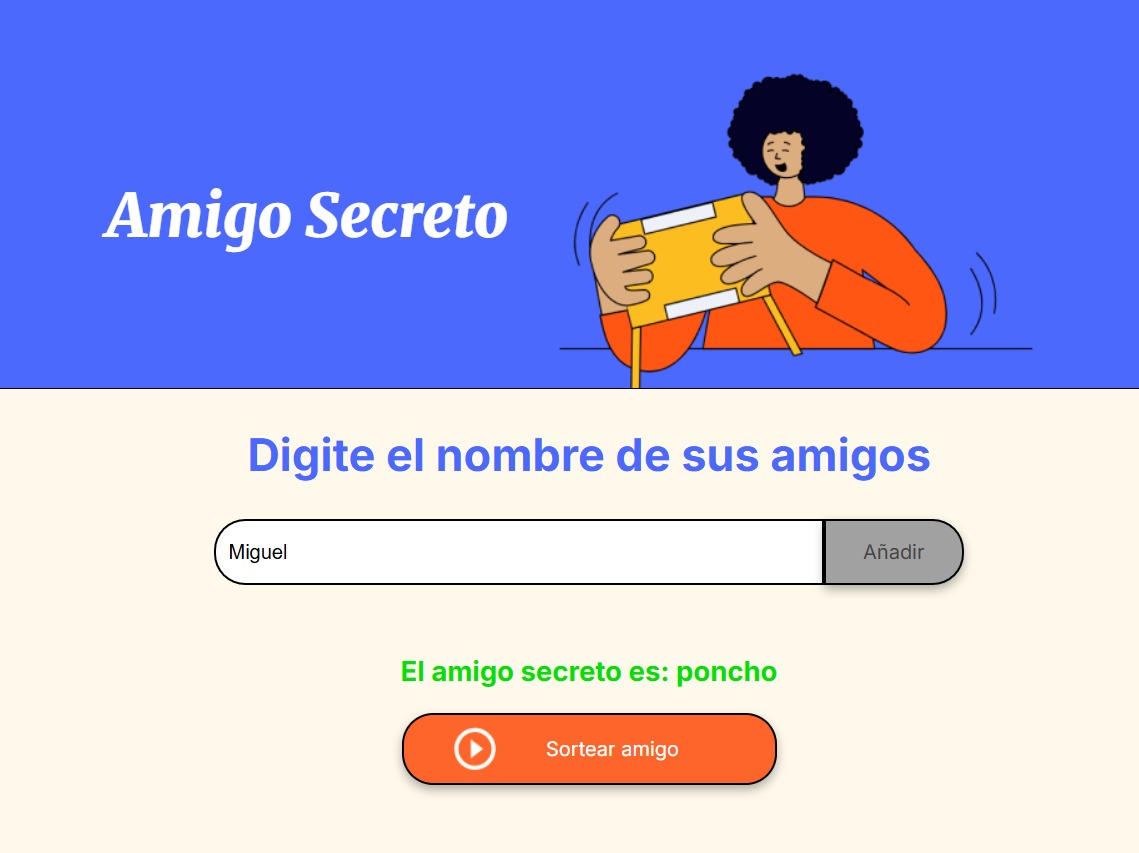 Amigo Secreto
Digite el nombre de sus amigos
Miguel
Añadir
El amigo secreto es: poncho
Sortear amigo